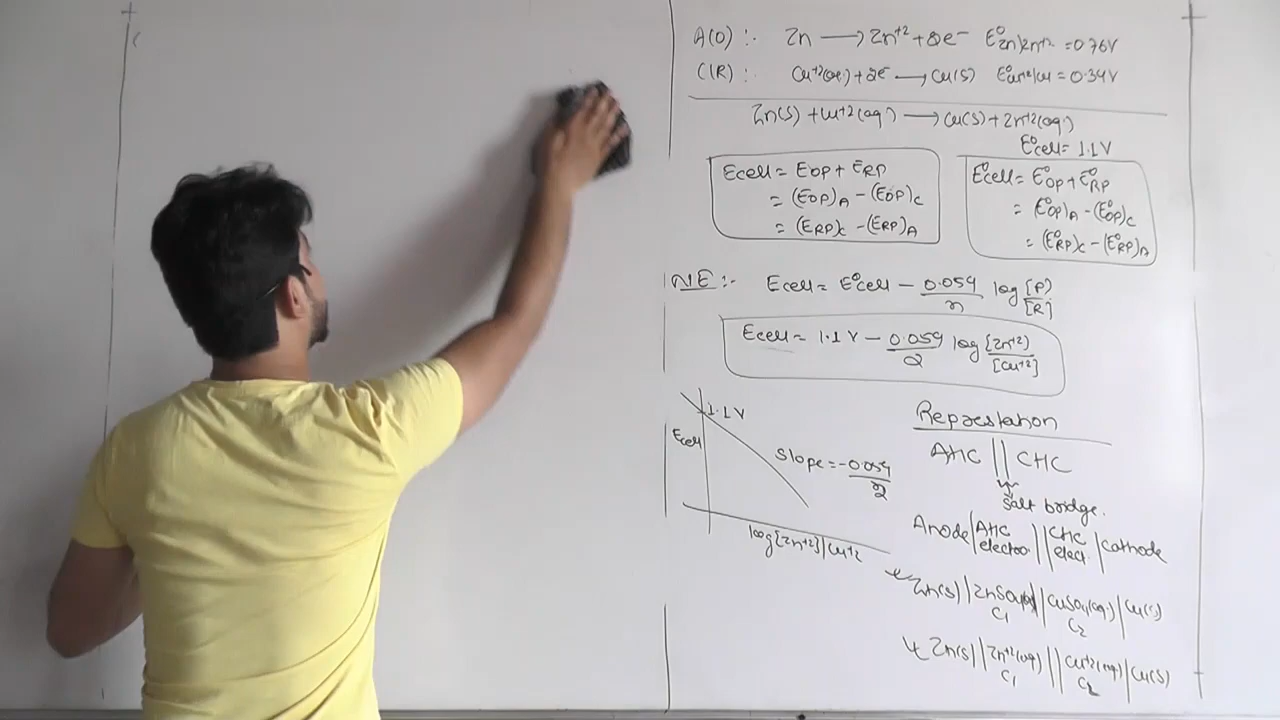 A(O) :- Zn ⟶ Zn+2 + 2e- E°Zn|Zn+2 = 0.76V
C(R) :- Cu+2(aq.) + 2e- ⟶ Cu(s) E°Cu+2|Cu = 0.34V
Zn(s) + Cu+2(aq.) ⟶ Cu(s) + Zn+2(aq.)
E°cell = 1.1V
Ecell = EOP + ERP
= (EOP)A - (EOP)C
= (ERP)C - (ERP)A
E°cell = E°OP + E°RP
= (E°OP)A - (E°OP)C
= (E°RP)C - (E°RP)A
NE :- Ecell = E°cell - 0.059/n log [P]/[R]
Ecell = 1.1V - 0.059/2 log [Zn+2]/[Cu+2]
1.1V
Ecell
Slope = -0.059/2
log[Zn+2]|Cu+2
AHC || CHC
Salt bridge.
Anode | AHC electro || CHC elect. | Cathode
Zn(s) | ZnSO4(aq) C1 || CuSO4(aq.) C2 | Cu(s)
Zn(s) | Zn+2(aq) C1 || Cu+2(aq) C2 | Cu(s)